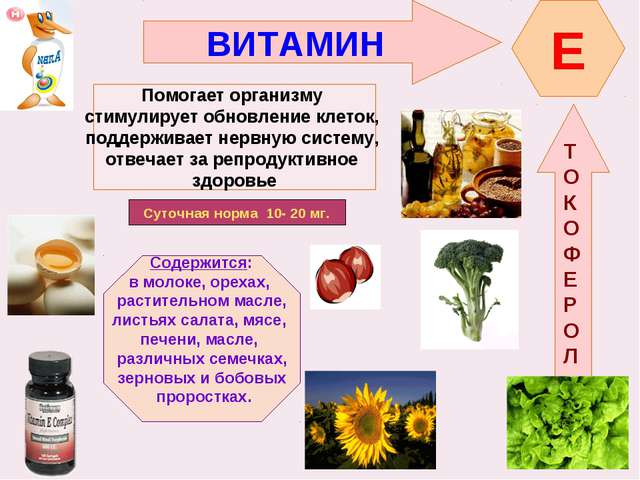 ВИТАМИН
Е
Помогает организму
стимулирует обновление клеток,
поддерживает нервную систему,
отвечает за репродуктивное
здоровье
Суточная норма 10- 20 мг.
Т
О
К
О
Ф
Е
Р
О
Л
Содержится:
в молоке, орехах,
растительном масле,
листьях салата, мясе,
печени, масле,
различных семечках,
зерновых и бобовых
проростках.
Vitamin E Complex